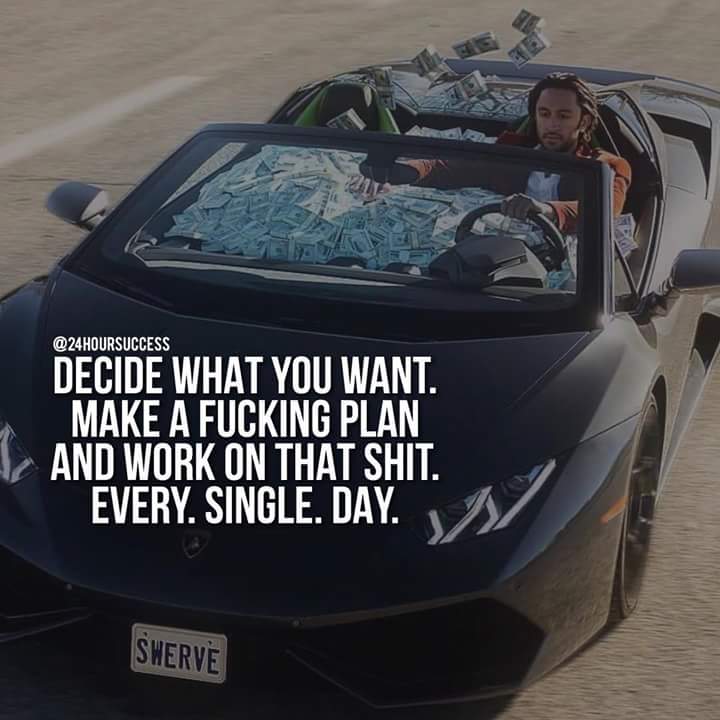 @24HOURSUCCESS
DECIDE WHAT YOU WANT.
MAKE A FUCKING PLAN
AND WORK ON THAT SHIT.
EVERY. SINGLE. DAY.
SWERVE